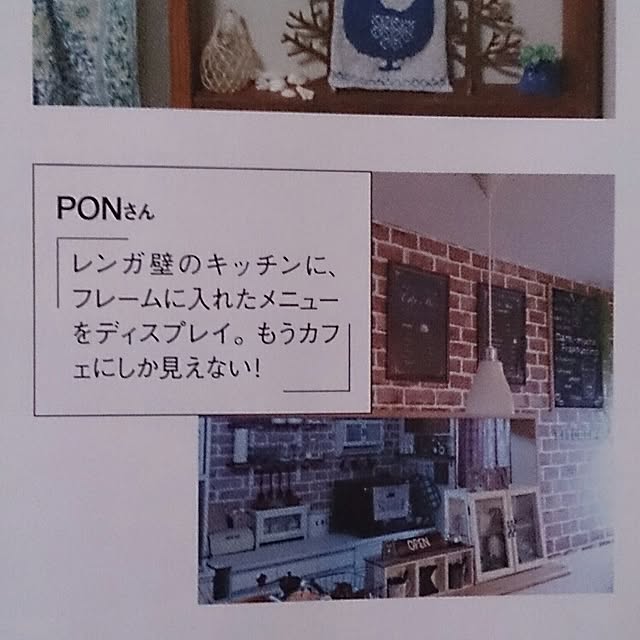 PONさん
レンガ壁のキッチンに、
フレームに入れたメニュー
をディスプレイ。もうカフ
ェにしか見えない！
OPEN